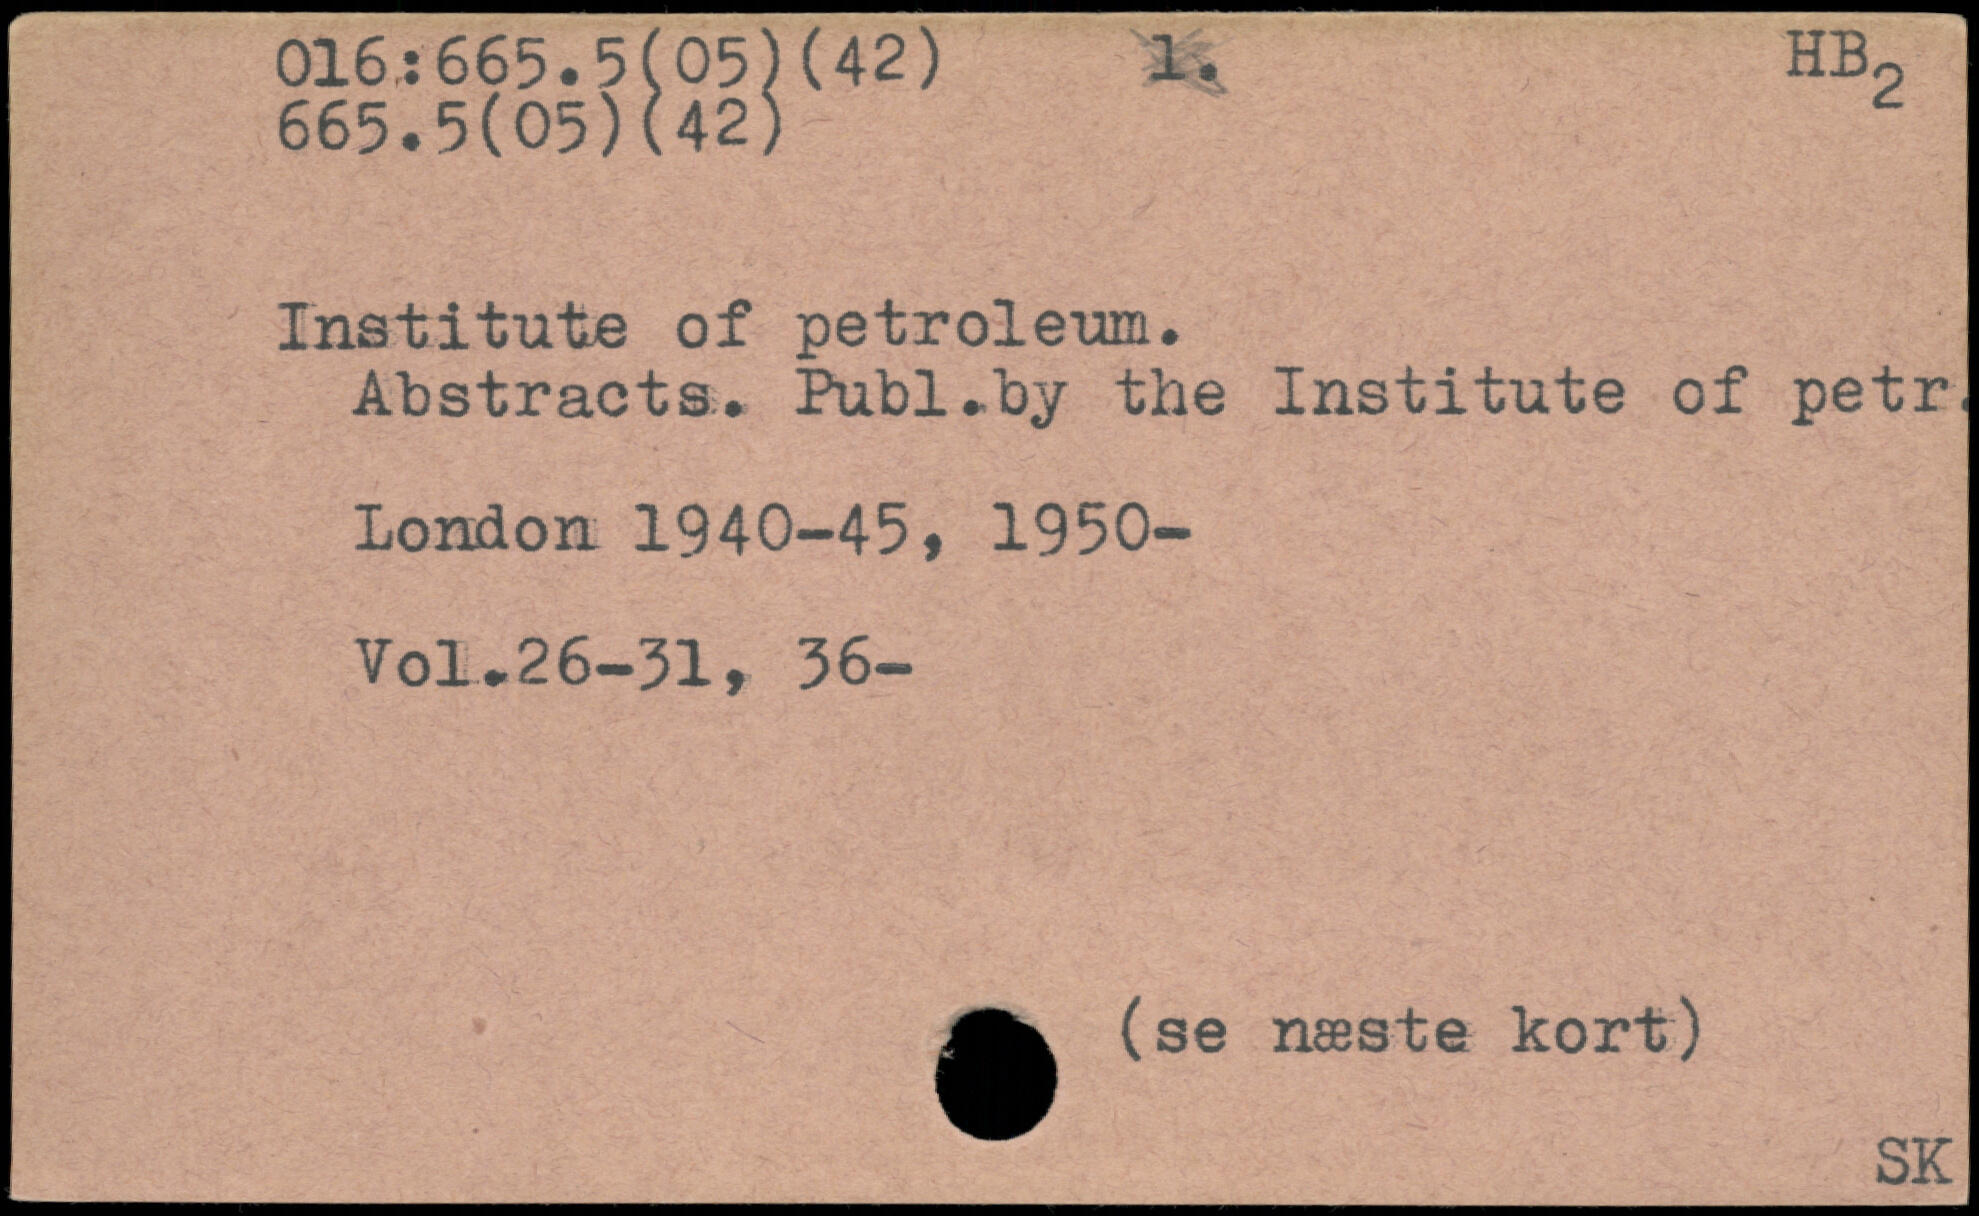 016:665.5(05)(42) 1. HB2
665.5(05)(42)
Institute of petroleum.
Abstracts. Publ.by the Institute of petr.
London 1940-45, 1950-
Vol.26-31, 36-
(se næste kort)
SK